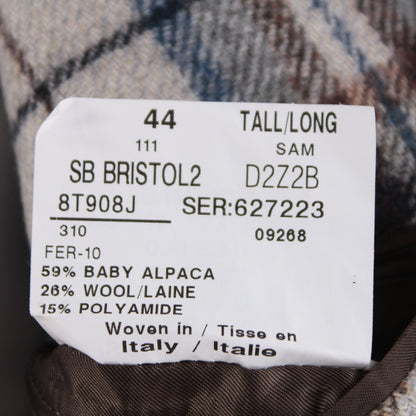 44 TALL/LONG
111 SAM
SB BRISTOL2 D2Z2B
8T908J SER:627223
310 09268
FER-10
59% BABY ALPACA
26% WOOL/LAINE
15% POLYAMIDE
Woven in / Tisse en
Italy / Italie